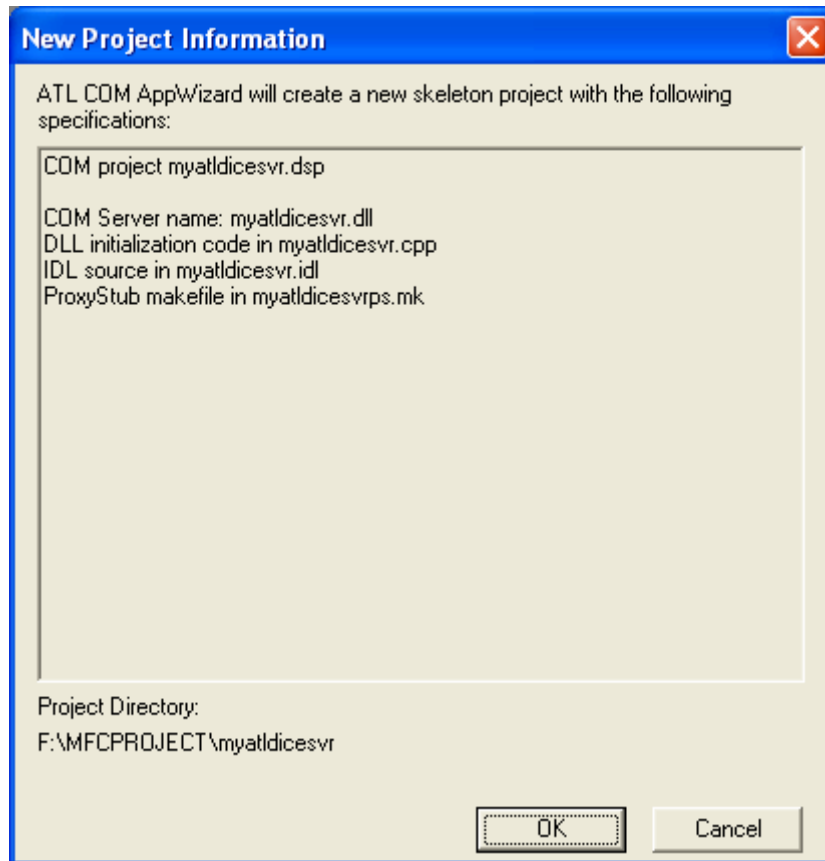 New Project Information
ATL COM AppWizard will create a new skeleton project with the following
specifications:
COM project myatldicesvr.dsp
COM Server name: myatldicesvr.dll
DLL initialization code in myatldicesvr.cpp
IDL source in myatldicesvr.idl
ProxyStub makefile in myatldicesvrps.mk
Project Directory:
F:\MFCPROJECT\myatldicesvr
OK
Cancel